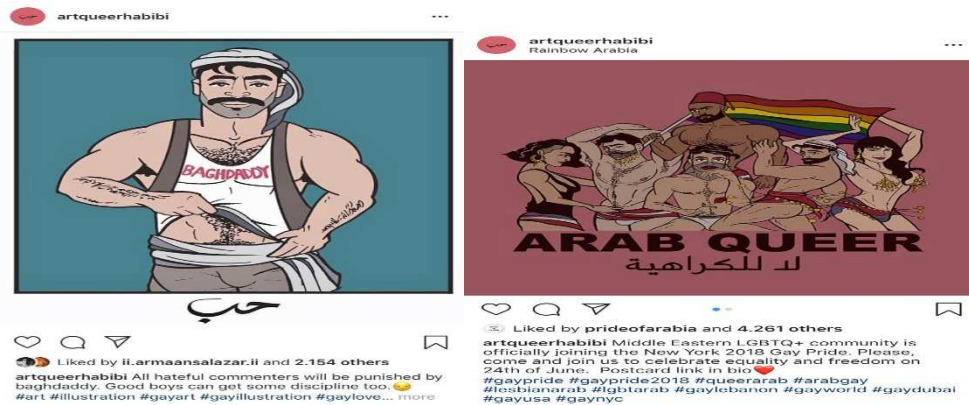 artqueerhabibi
BAGHDADDY
حب
Liked by ii.armaansalazar.ii and 2.154 others
artqueerhabibi All hateful commenters will be punished by
baghdaddy. Good boys can get some discipline too.😏
#art #illustration #gayart #gayillustration #gaylove... more
artqueerhabibi
Rainbow Arabia
ARAB QUEER
لا للكراهية
Liked by prideofarabia and 4.261 others
artqueerhabibi Middle Eastern LGBTQ+ community is
officially joining the New York 2018 Gay Pride. Please,
come and join us to celebrate equality and freedom on
24th of June. Postcard link in bio❤️
#gaypride #gaypride2018 #queerarab #arabgay
#lesbianarab #lgbtarab #gaylebanon #gayworld #gaydubai
#gayusa #gaynyc